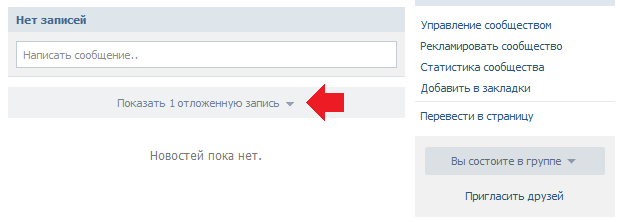 Нет записей
Написать сообщение..
Показать 1 отложенную запись
Новостей пока нет.
Управление сообществом
Рекламировать сообщество
Статистика сообщества
Добавить в закладки
Перевести в страницу
Вы состоите в группе
Пригласить друзей